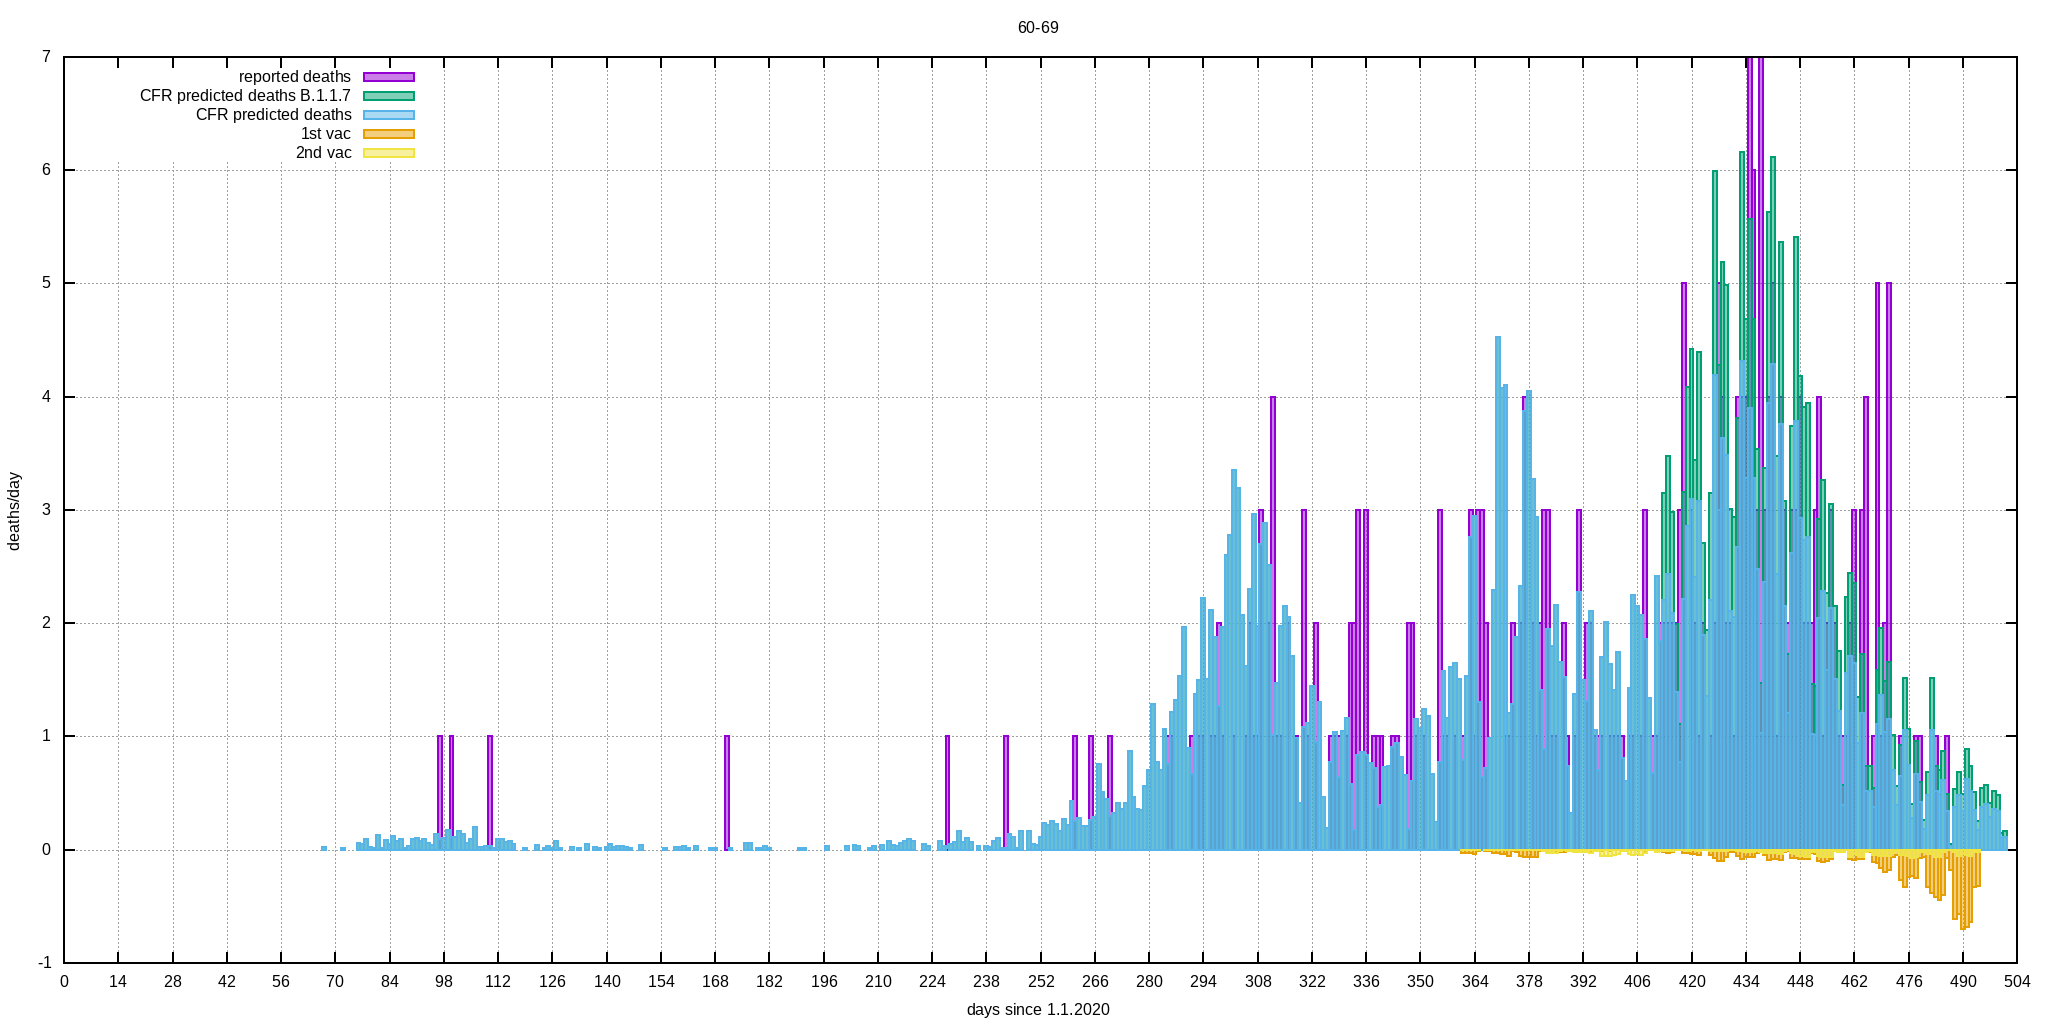 60-69
7
reported deaths
CFR predicted deaths B.1.1.7
CFR predicted deaths
1st vac
2nd vac
6
5
4
3
2
1
0
-1
deaths/day
0 14 28 42 56 70 84 98 112 126 140 154 168 182 196 210 224 238 252 266 280 294 308 322 336 350 364 378 392 406 420 434 448 462 476 490 504
days since 1.1.2020